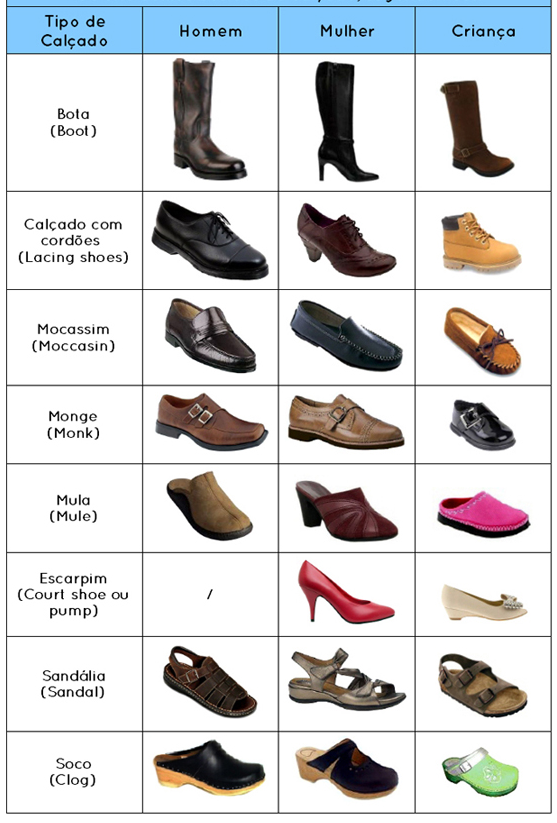 Tipo de
Calçado
Homem
Mulher
Criança
Bota
(Boot)
Calçado com
cordões
(Lacing shoes)
Mocassim
(Moccasin)
Monge
(Monk)
Mula
(Mule)
Escarpim
(Court shoe ou
pump)
/
Sandália
(Sandal)
Soco
(Clog)